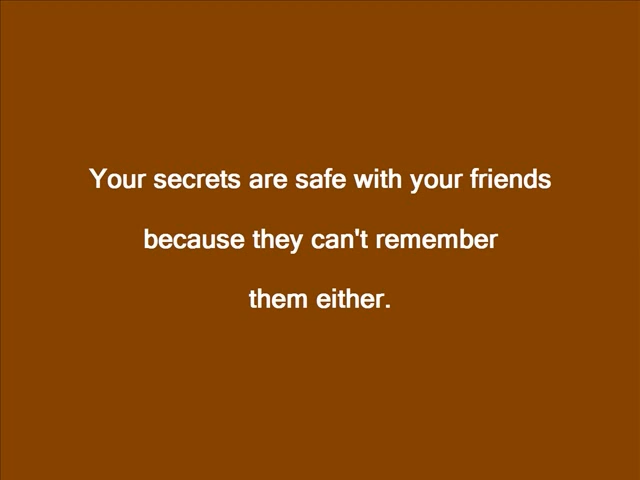 Your secrets are safe with your friends
because they can't remember
them either.